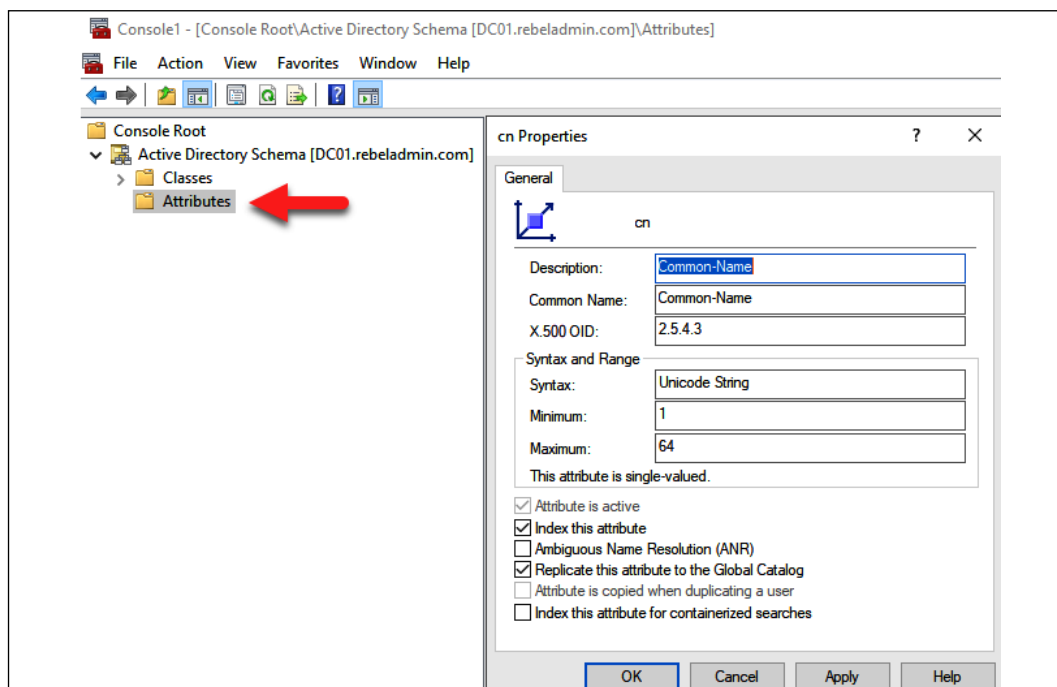 Console1 - [Console Root\Active Directory Schema [DC01.rebeladmin.com]\Attributes]
File Action View Favorites Window Help
Console Root
Active Directory Schema [DC01.rebeladmin.com]
Classes
Attributes
cn Properties
General
cn
Description: Common-Name
Common Name: Common-Name
X.500 OID: 2.5.4.3
Syntax and Range
Syntax: Unicode String
Minimum: 1
Maximum: 64
This attribute is single-valued.
Attribute is active
Index this attribute
Ambiguous Name Resolution (ANR)
Replicate this attribute to the Global Catalog
Attribute is copied when duplicating a user
Index this attribute for containerized searches
OK Cancel Apply Help